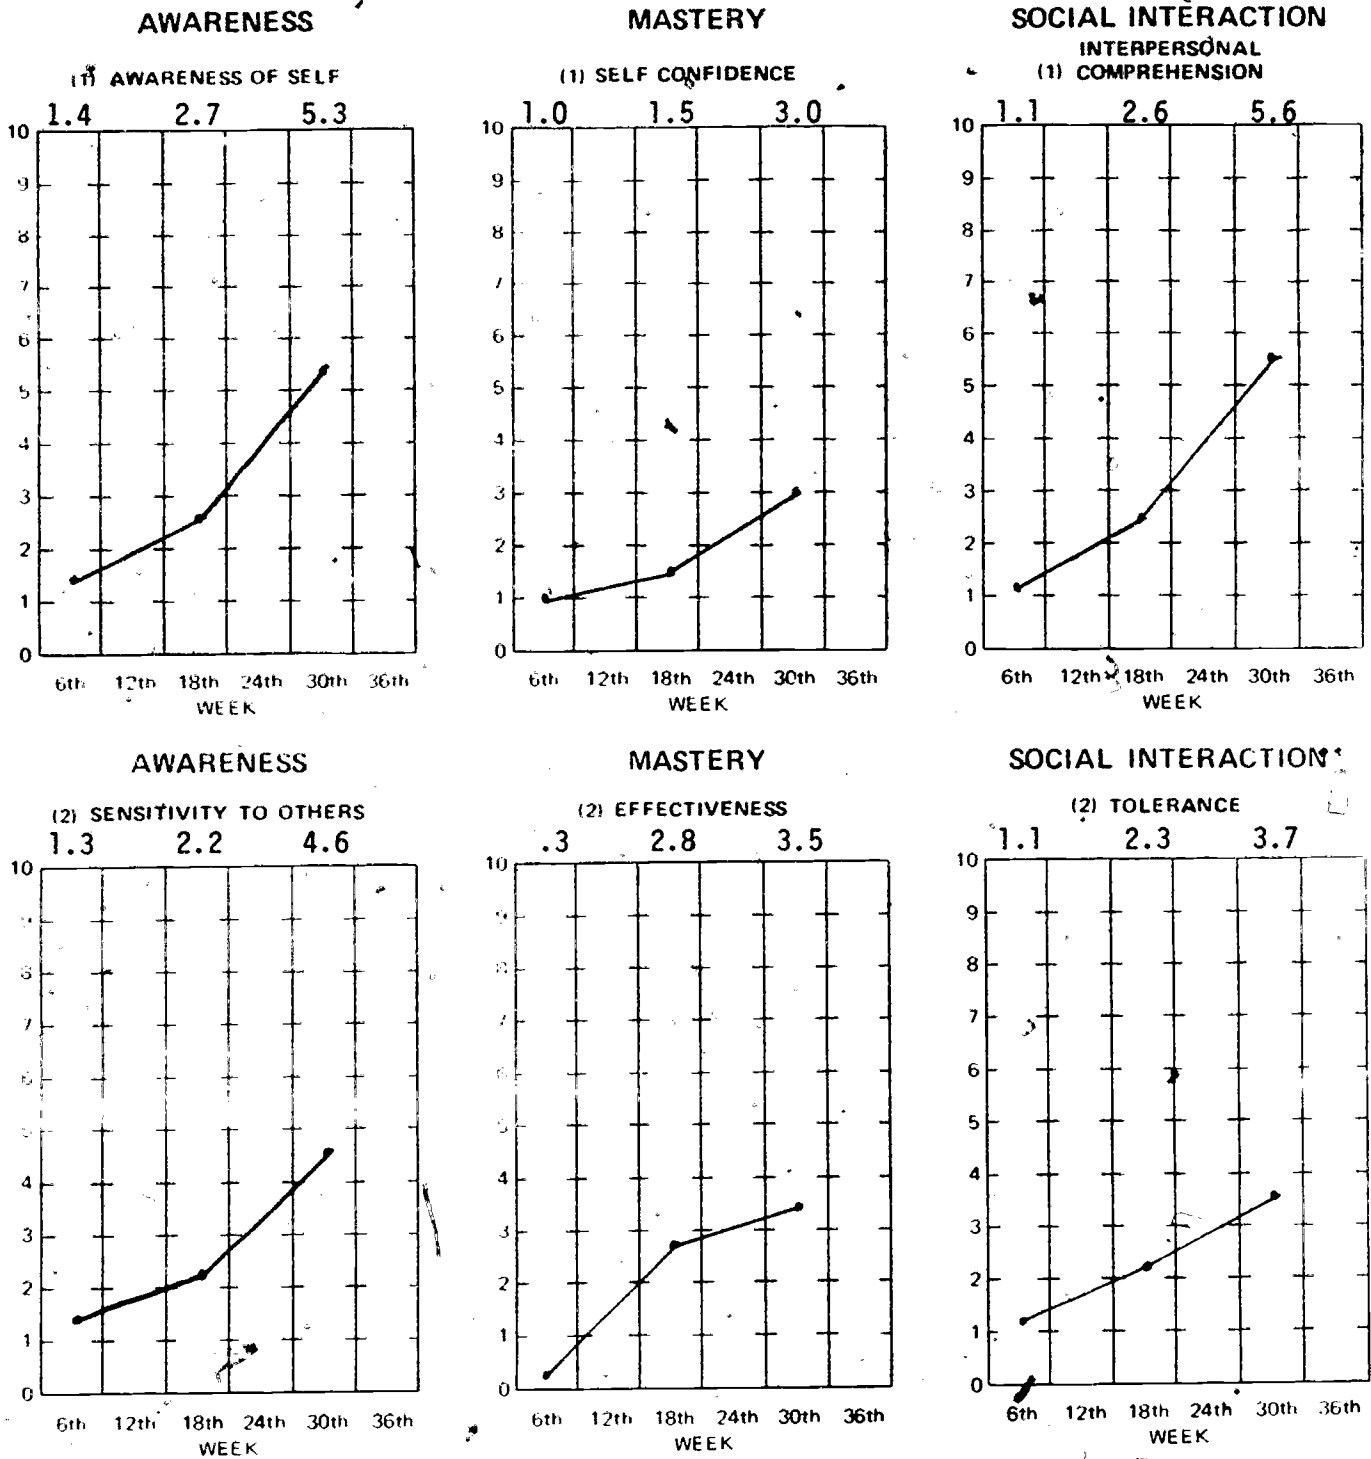 AWARENESS
(1) AWARENESS OF SELF
1.4 2.7 5.3
10
9
8
7
6
5
4
3
2
1
0
6th 12th 18th 24th 30th 36th
WEEK
MASTERY
(1) SELF CONFIDENCE
1.0 1.5 3.0
10
9
8
7
6
5
4
3
2
1
0
6th 12th 18th 24th 30th 36th
WEEK
SOCIAL INTERACTION
INTERPERSONAL
(1) COMPREHENSION
1.1 2.6 5.6
10
9
8
7
6
5
4
3
2
1
0
6th 12th 18th 24th 30th 36th
WEEK
AWARENESS
(2) SENSITIVITY TO OTHERS
1.3 2.2 4.6
10
7
4
3
2
1
0
6th 12th 18th 24th 30th 36th
WEEK
MASTERY
(2) EFFECTIVENESS
.3 2.8 3.5
10
7
4
3
2
1
0
6th 12th 18th 24th 30th 36th
WEEK
SOCIAL INTERACTION
(2) TOLERANCE
1.1 2.3 3.7
10
9
8
7
6
5
4
3
2
1
0
6th 12th 18th 24th 30th 36th
WEEK